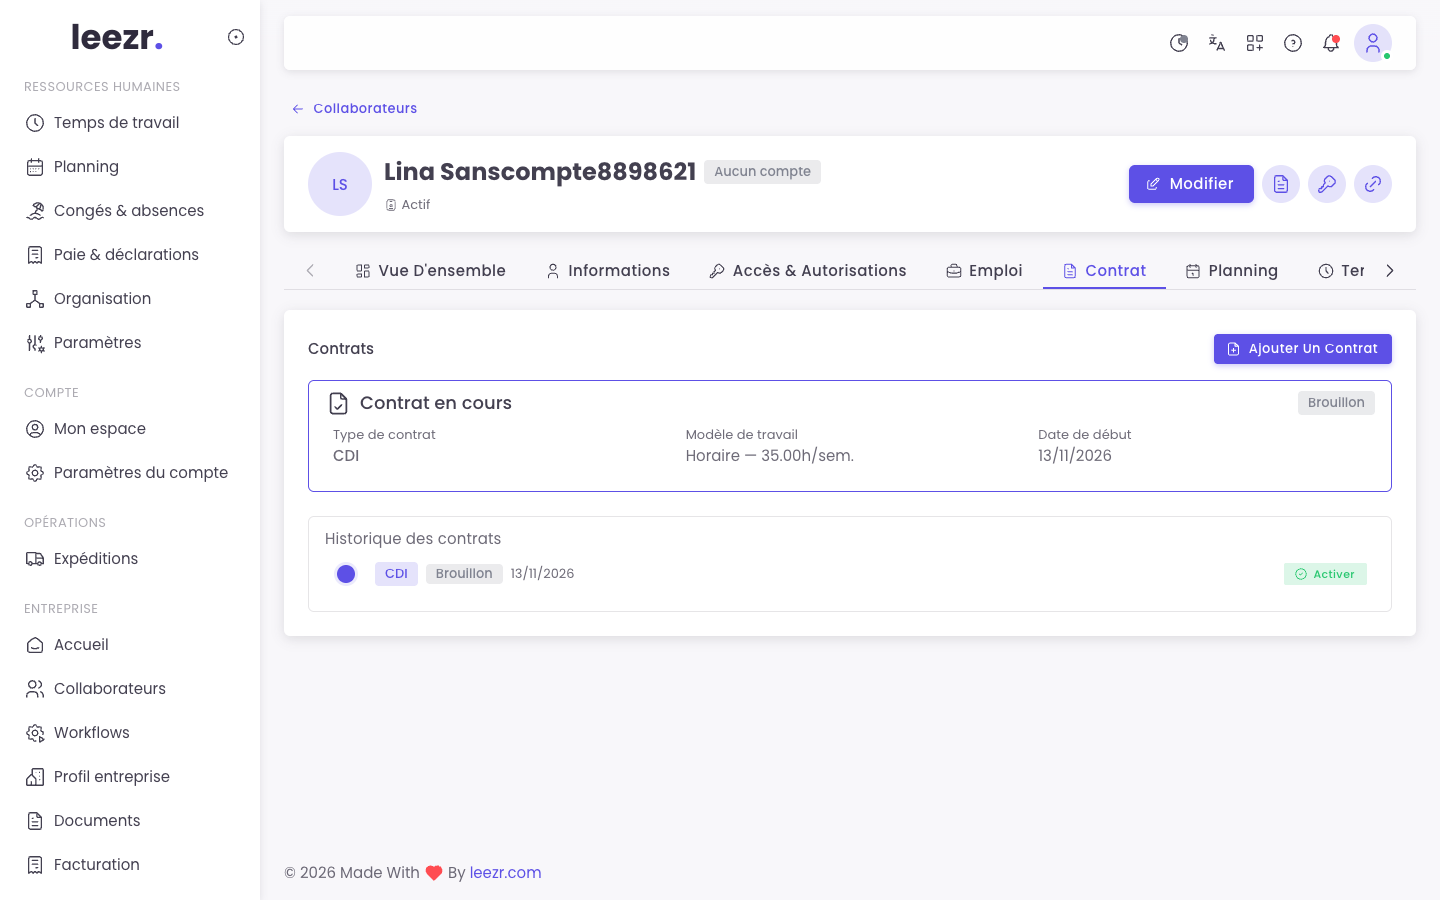 leezr.
RESSOURCES HUMAINES
Temps de travail
Planning
Congés & absences
Paie & déclarations
Organisation
Paramètres
COMPTE
Mon espace
Paramètres du compte
OPÉRATIONS
Expéditions
ENTREPRISE
Accueil
Collaborateurs
Workflows
Profil entreprise
Documents
Facturation
Collaborateurs
LS
Lina Sanscompte8898621 Aucun compte
Actif
Modifier
Vue D'ensemble Informations Accès & Autorisations Emploi Contrat Planning Ter
Contrats
Ajouter Un Contrat
Contrat en cours Brouillon
Type de contrat Modèle de travail Date de début
CDI Horaire — 35.00h/sem. 13/11/2026
Historique des contrats
CDI Brouillon 13/11/2026 Activer
© 2026 Made With By leezr.com